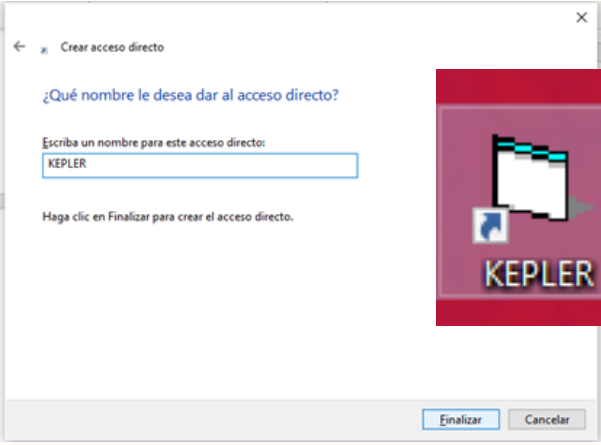 Crear acceso directo
¿Qué nombre le desea dar al acceso directo?
Escriba un nombre para este acceso directo:
KEPLER
Haga clic en Finalizar para crear el acceso directo.
KEPLER
Finalizar
Cancelar